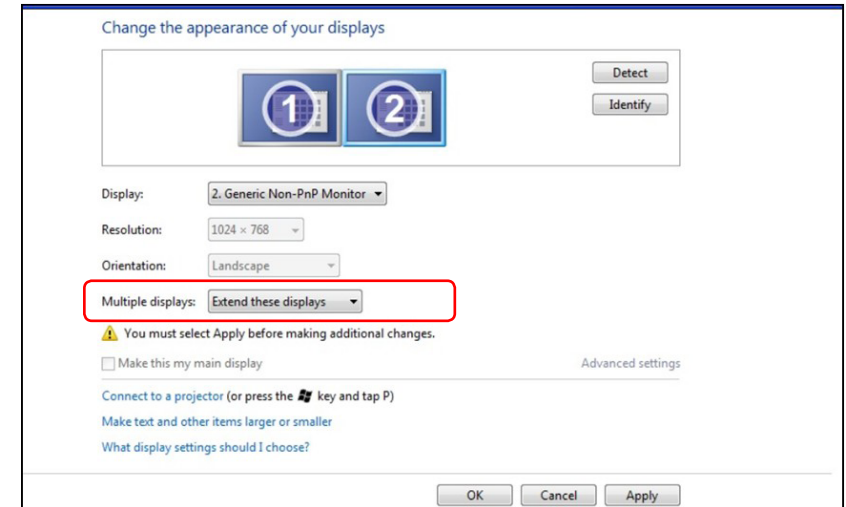 Change the appearance of your displays
1
2
Detect
Identify
Display:
2. Generic Non-PnP Monitor
Resolution:
1024 × 768
Orientation:
Landscape
Multiple displays:
Extend these displays
You must select Apply before making additional changes.
Make this my main display
Advanced settings
Connect to a projector (or press the key and tap P)
Make text and other items larger or smaller
What display settings should I choose?
OK
Cancel
Apply